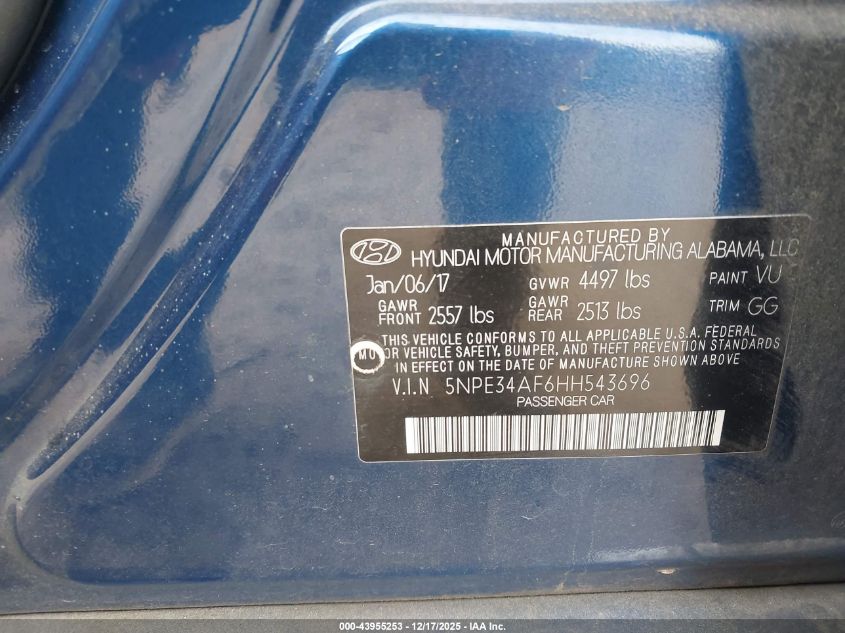 MANUFACTURED BY
HYUNDAI MOTOR MANUFACTURING ALABAMA, LLC
Jan/06/17 GVWR 4497 lbs PAINT VU
GAWR FRONT 2557 lbs GAWR REAR 2513 lbs TRIM GG
THIS VEHICLE CONFORMS TO ALL APPLICABLE U.S.A. FEDERAL
MOTOR VEHICLE SAFETY, BUMPER, AND THEFT PREVENTION STANDARDS
IN EFFECT ON THE DATE OF MANUFACTURE SHOWN ABOVE.
V.I.N 5NPE34AF6HH543696
PASSENGER CAR
000-43955253 - 12/17/2025 - IAA Inc.